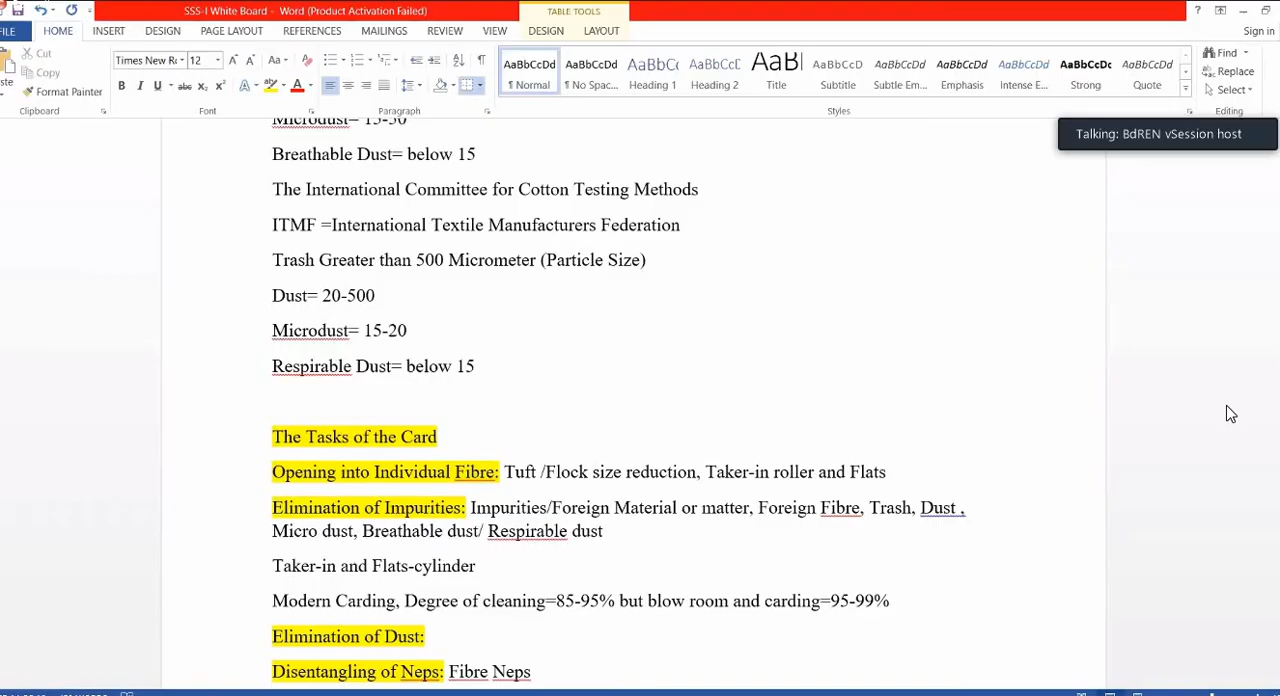 SSS-I White Board - Word (Product Activation Failed)
TABLE TOOLS
?
FILE
HOME
INSERT
DESIGN
PAGE LAYOUT
REFERENCES
MAILINGS
REVIEW
VIEW
DESIGN
LAYOUT
Sign in
Cut
Copy
Format Painter
Clipboard
Times New Ro
12
Font
Paragraph
AaBbCcDd
¶ Normal
AaBbCcDd
¶ No Spac...
AaBbCc
Heading 1
AaBbCcD
Heading 2
AaBl
Title
AaBbCcD
Subtitle
AaBbCcDd
Subtle Em...
AaBbCcDd
Emphasis
AaBbCcDd
Intense E...
AaBbCcDc
Strong
AaBbCcDd
Quote
Styles
Find
Replace
Select
Editing
Talking: BdREN vSession host
Breathable Dust= below 15
The International Committee for Cotton Testing Methods
ITMF =International Textile Manufacturers Federation
Trash Greater than 500 Micrometer (Particle Size)
Dust= 20-500
Microdust= 15-20
Respirable Dust= below 15
The Tasks of the Card
Opening into Individual Fibre: Tuft /Flock size reduction, Taker-in roller and Flats
Elimination of Impurities: Impurities/Foreign Material or matter, Foreign Fibre, Trash, Dust ,
Micro dust, Breathable dust/ Respirable dust
Taker-in and Flats-cylinder
Modern Carding, Degree of cleaning=85-95% but blow room and carding=95-99%
Elimination of Dust:
Disentangling of Neps: Fibre Neps